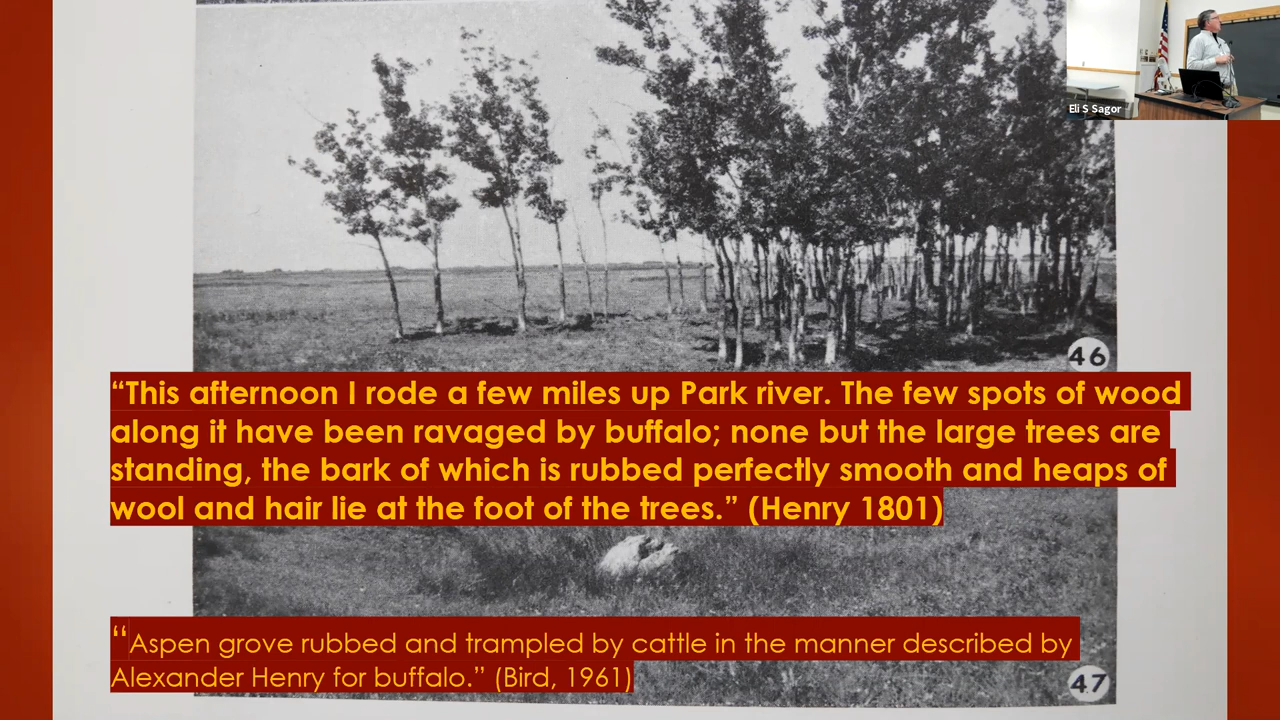 Eli S Sagor
46
“This afternoon I rode a few miles up Park river. The few spots of wood
along it have been ravaged by buffalo; none but the large trees are
standing, the bark of which is rubbed perfectly smooth and heaps of
wool and hair lie at the foot of the trees.” (Henry 1801)
“Aspen grove rubbed and trampled by cattle in the manner described by
Alexander Henry for buffalo.” (Bird, 1961)
47